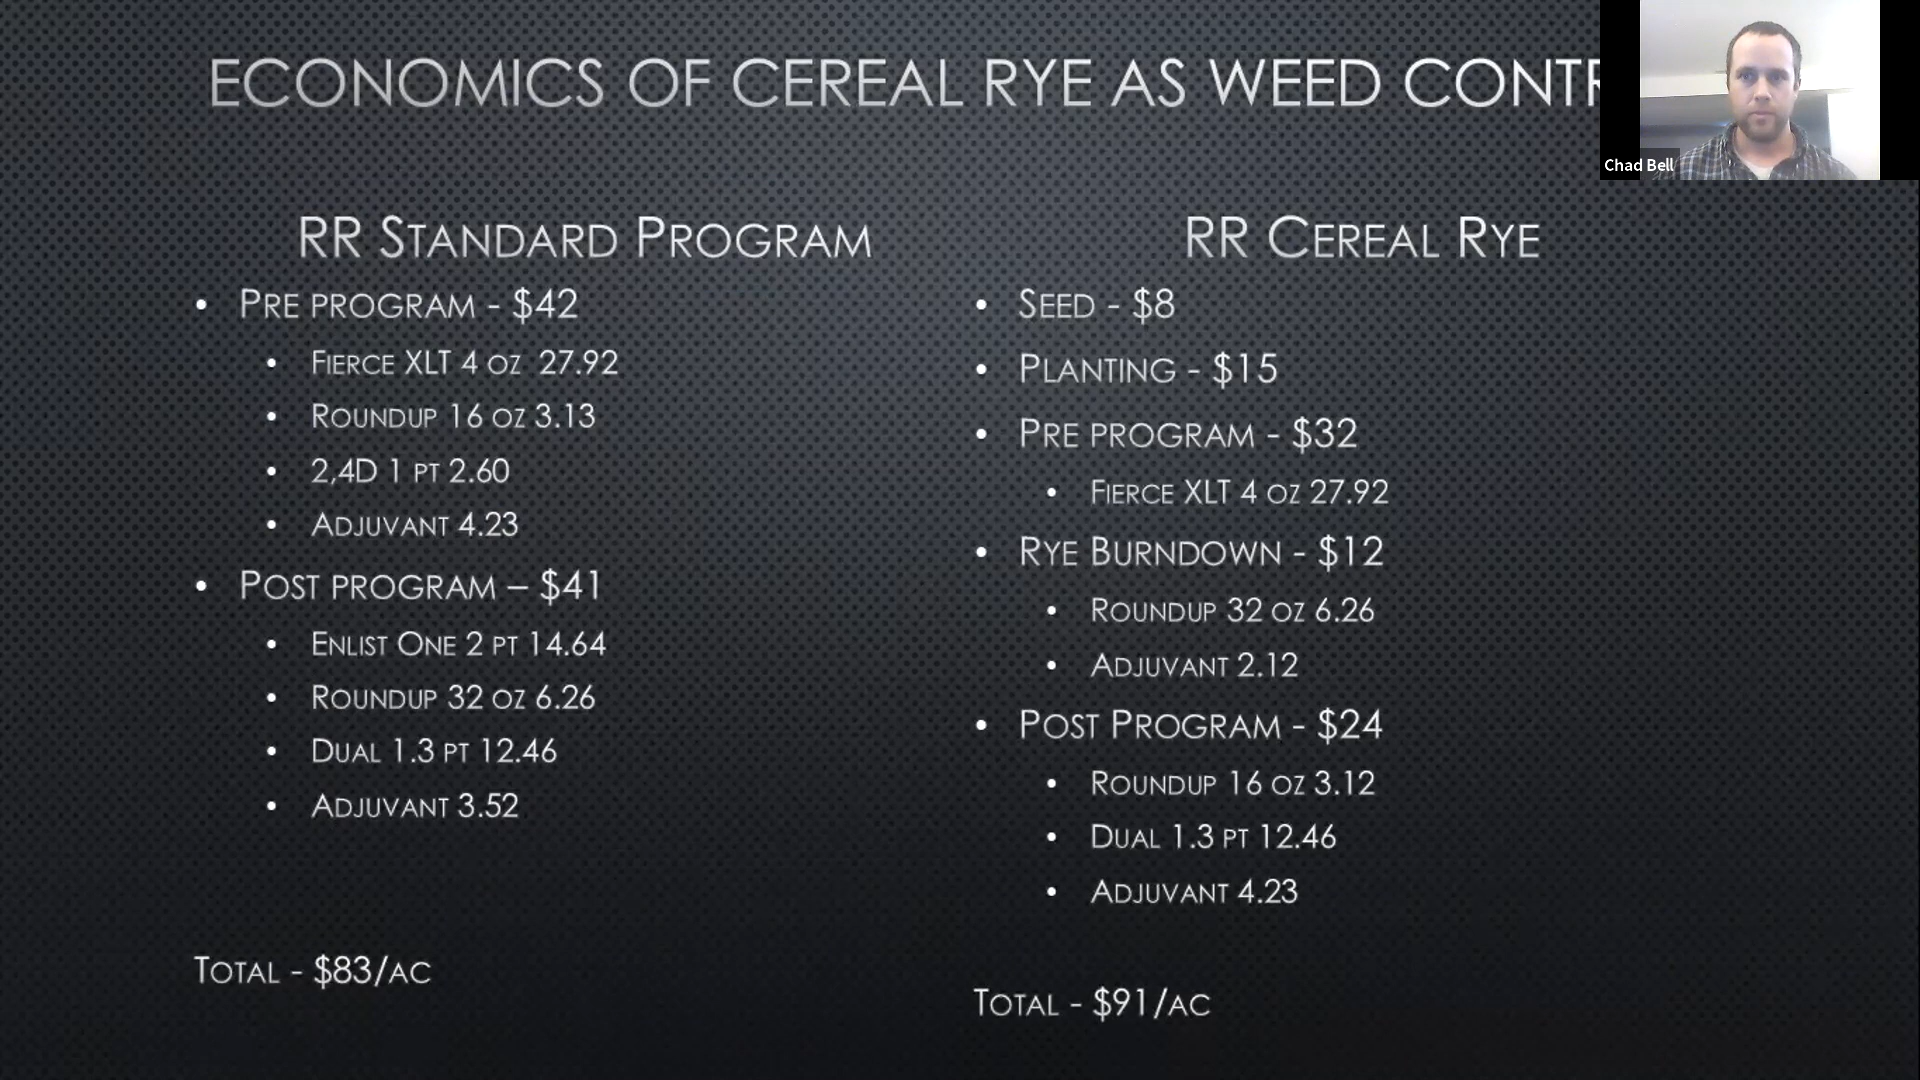 ECONOMICS OF CEREAL RYE AS WEED CONTR
Chad Bell
RR STANDARD PROGRAM
• PRE PROGRAM - $42
• FIERCE XLT 4 OZ 27.92
• ROUNDUP 16 OZ 3.13
• 2,4D 1 PT 2.60
• ADJUVANT 4.23
• POST PROGRAM – $41
• ENLIST ONE 2 PT 14.64
• ROUNDUP 32 OZ 6.26
• DUAL 1.3 PT 12.46
• ADJUVANT 3.52
TOTAL - $83/AC
RR CEREAL RYE
• SEED - $8
• PLANTING - $15
• PRE PROGRAM - $32
• FIERCE XLT 4 OZ 27.92
• RYE BURNDOWN - $12
• ROUNDUP 32 OZ 6.26
• ADJUVANT 2.12
• POST PROGRAM - $24
• ROUNDUP 16 OZ 3.12
• DUAL 1.3 PT 12.46
• ADJUVANT 4.23
TOTAL - $91/AC